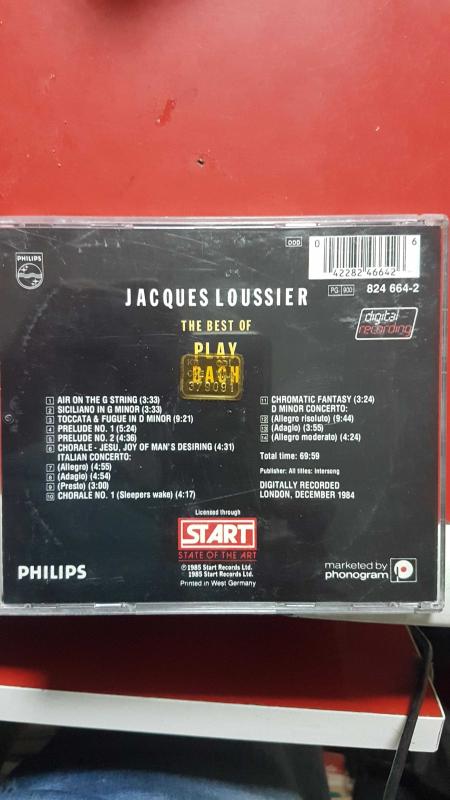 PHILIPS
DDD
0 42282 46642 6
PG 900 824 664-2
JACQUES LOUSSIER
digital
recording
THE BEST OF
PLAY
BACH
379091
1 AIR ON THE G STRING (3:33)
2 SICILIANO IN G MINOR (3:33)
3 TOCCATA & FUGUE IN D MINOR (9:21)
4 PRELUDE NO. 1 (5:24)
5 PRELUDE NO. 2 (4:36)
6 CHORALE - JESU, JOY OF MAN'S DESIRING (4:31)
ITALIAN CONCERTO:
7 (Allegro) (4:55)
8 (Adagio) (4:54)
9 (Presto) (3:00)
10 CHORALE NO. 1 (Sleepers wake) (4:17)
11 CHROMATIC FANTASY (3:24)
D MINOR CONCERTO:
12 (Allegro risoluto) (9:44)
13 (Adagio) (3:55)
14 (Allegro moderato) (4:24)
Total time: 69:59
Publisher: All titles: Intersong
DIGITALLY RECORDED
LONDON, DECEMBER 1984
Licensed through
START
STATE OF THE ART
℗ 1985 Start Records Ltd.
1985 Start Records Ltd.
Printed in West Germany
PHILIPS
marketed by
phonogram